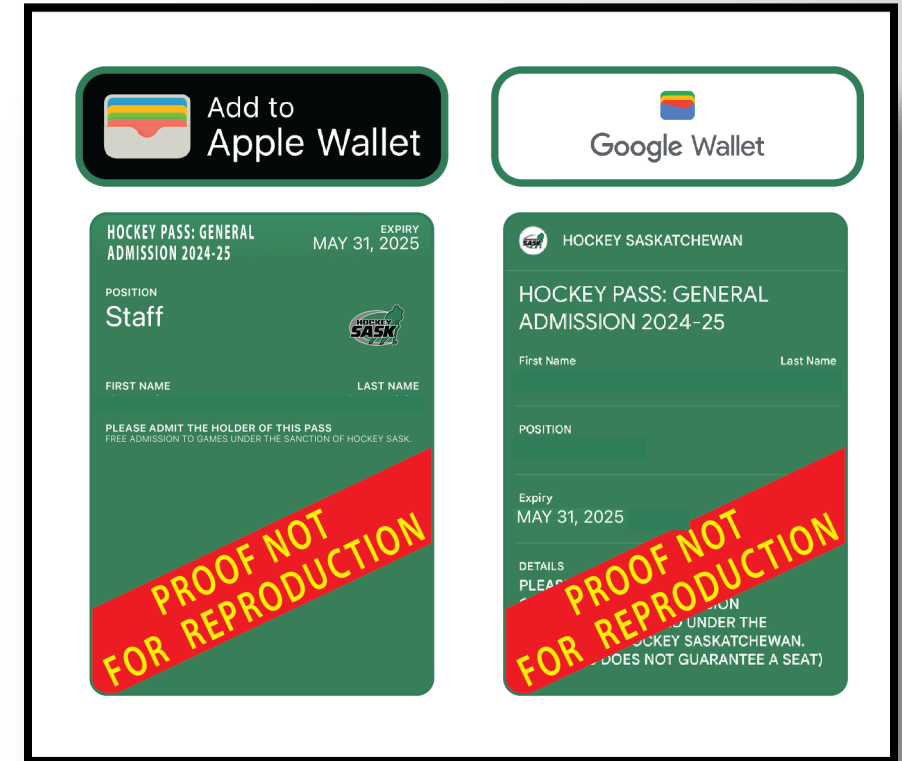 Add to
Apple Wallet
Google Wallet
HOCKEY PASS: GENERAL
ADMISSION 2024-25
EXPIRY
MAY 31, 2025
POSITION
Staff
HOCKEY
SASK
FIRST NAME
LAST NAME
PLEASE ADMIT THE HOLDER OF THIS PASS
FREE ADMISSION TO GAMES UNDER THE SANCTION OF HOCKEY SASK.
PROOF NOT
FOR REPRODUCTION
SASK
HOCKEY SASKATCHEWAN
HOCKEY PASS: GENERAL
ADMISSION 2024-25
First Name
Last Name
POSITION
Expiry
MAY 31, 2025
DETAILS
UNDER THE
SASKATCHEWAN.
DOES NOT GUARANTEE A SEAT)
PROOF NOT
FOR REPRODUCTION